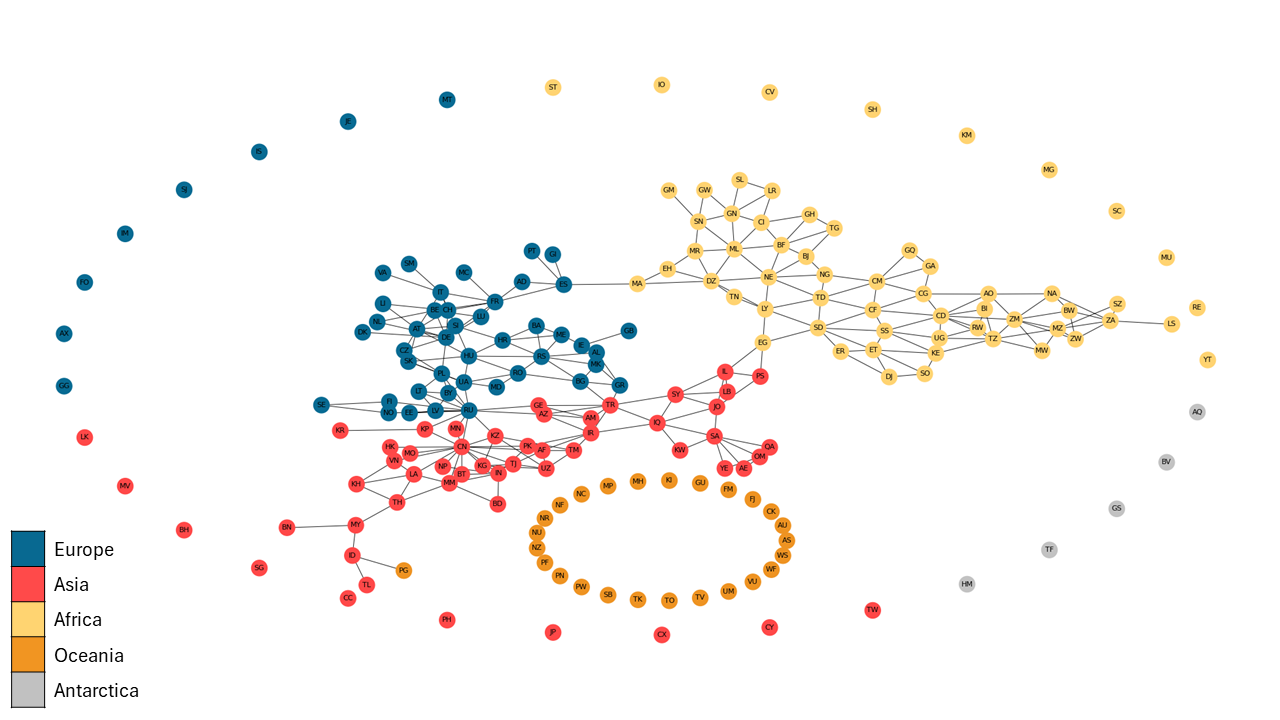 ST
IO
CV
MT
SH
JE
KM
IS
MG
SJ
SC
IM
MU
FO
RE
AX
YT
GG
AQ
LK
BV
MV
GS
BH
TF
SG
HM
CC
TW
PH
JP
CX
CY
SL
GM
GW
LR
GN
GH
SN
CI
TG
MR
ML
BF
BJ
EH
DZ
NE
NG
MA
TN
LY
TD
CM
GQ
GA
CG
CF
SD
EG
SS
CD
AO
BI
RW
UG
KE
TZ
ZM
NA
BW
MZ
MW
ZW
ZA
SZ
LS
ER
ET
DJ
SO
PT
GI
ES
AD
MC
SM
VA
IT
FR
LI
BE
CH
LU
NL
DK
AT
SI
DE
CZ
SK
HU
HR
BA
ME
RS
IE
GB
AL
MK
BG
GR
RO
MD
PL
UA
LT
BY
FI
SE
NO
EE
LV
RU
IL
PS
LB
SY
JO
TR
GE
AZ
AM
IR
KW
SA
QA
OM
YE
AE
KR
KP
MN
KZ
CN
HK
MO
VN
PK
AF
TM
UZ
TJ
KG
NP
BT
IN
LA
MM
KH
TH
BD
BN
MY
ID
TL
PG
KI
MH
GU
MP
FM
NC
FJ
NF
CK
NR
AU
NU
AS
NZ
WS
PF
WF
PN
VU
PW
UM
SB
TV
TK
TO
Europe
Asia
Africa
Oceania
Antarctica